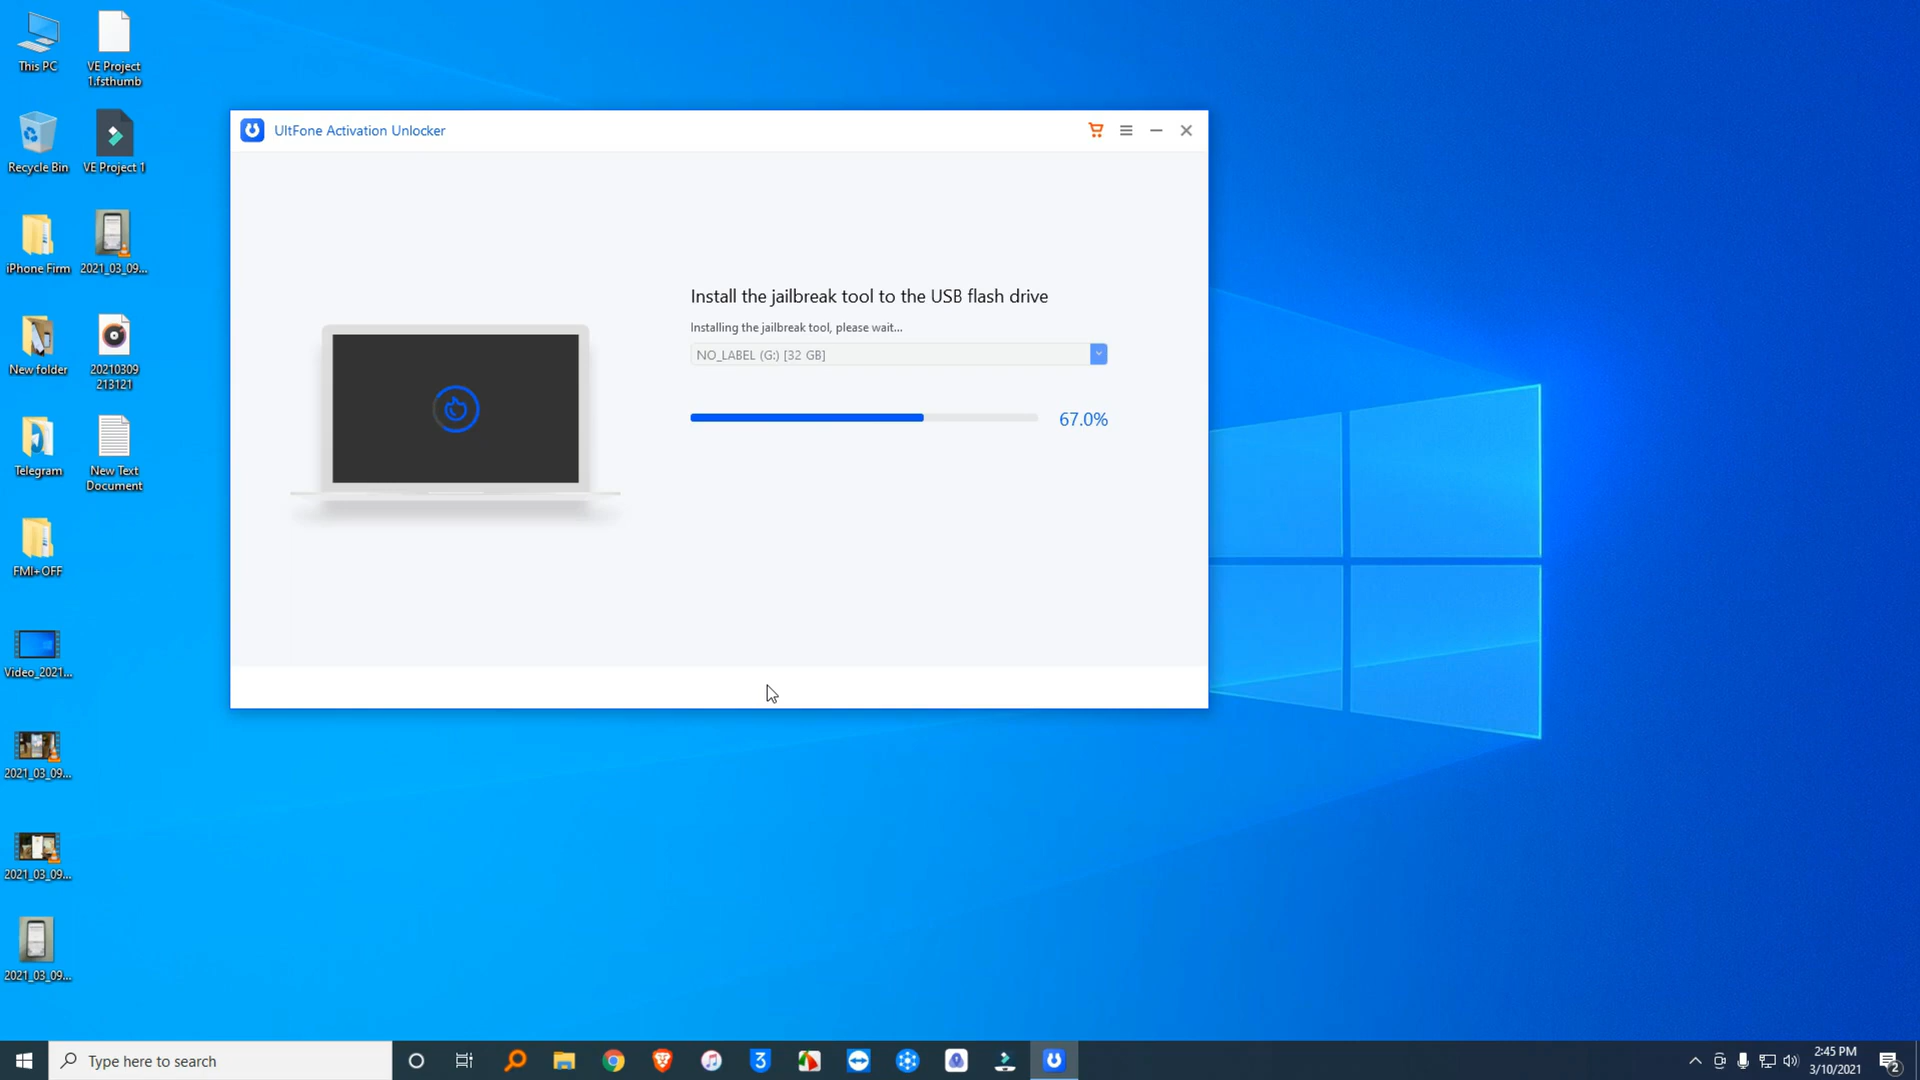 This PC
VE Project
1.fsthumb
Recycle Bin
VE Project 1
iPhone Firm
2021_03_09...
New folder
20210309
213121
Telegram
New Text
Document
FMI+OFF
Video_2021...
2021_03_09...
2021_03_09...
2021_03_09...
UltFone Activation Unlocker
Install the jailbreak tool to the USB flash drive
Installing the jailbreak tool, please wait...
NO_LABEL (G:) [32 GB]
67.0%
Type here to search
3
2:45 PM
3/10/2021
2